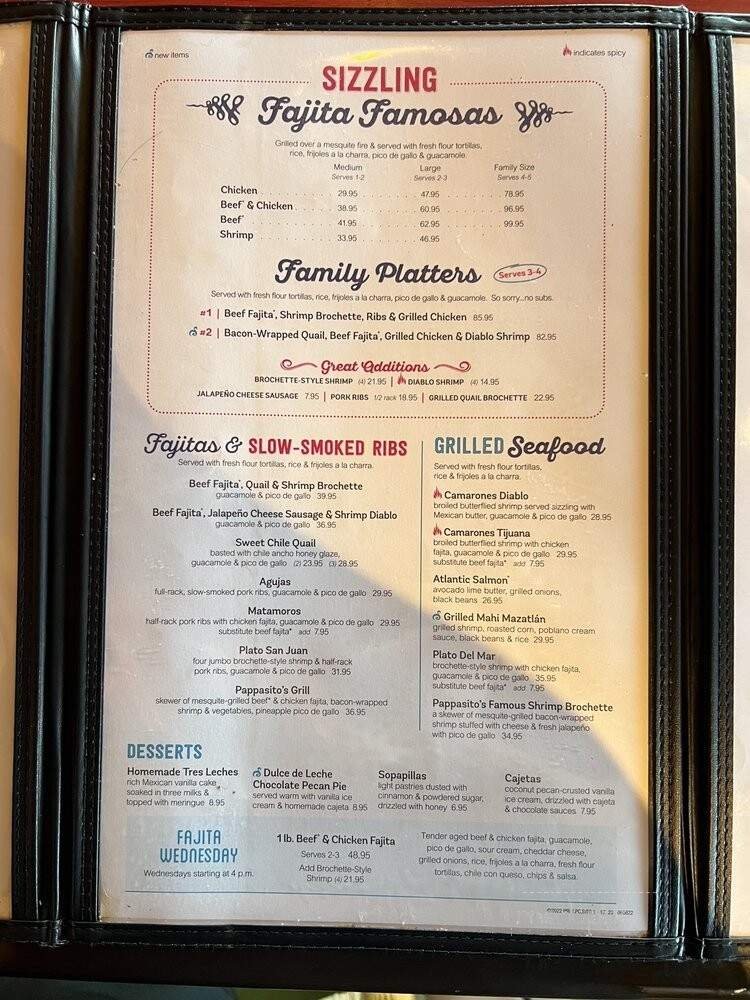 new items
indicates spicy
SIZZLING
Fajita Famosas
Grilled over a mesquite fire & served with fresh flour tortillas,
rice, frijoles a la charra, pico de gallo & guacamole.
Medium Large Family Size
Serves 1-2 Serves 2-3 Serves 4-5
Chicken 29.95 47.95 78.95
Beef* & Chicken 38.95 60.95 96.95
Beef* 41.95 62.95 99.95
Shrimp 33.95 46.95
Family Platters Serves 3-4
Served with fresh flour tortillas, rice, frijoles a la charra, pico de gallo & guacamole. So sorry...no subs.
#1 | Beef Fajita*, Shrimp Brochette, Ribs & Grilled Chicken 85.95
#2 | Bacon-Wrapped Quail, Beef Fajita*, Grilled Chicken & Diablo Shrimp 82.95
Great Additions
BROCHETTE-STYLE SHRIMP (4) 21.95 | DIABLO SHRIMP (4) 14.95
JALAPEÑO CHEESE SAUSAGE 7.95 | PORK RIBS 1/2 rack 18.95 | GRILLED QUAIL BROCHETTE 22.95
Fajitas & SLOW-SMOKED RIBS
Served with fresh flour tortillas, rice & frijoles a la charra.
Beef Fajita*, Quail & Shrimp Brochette
guacamole & pico de gallo 39.95
Beef Fajita*, Jalapeño Cheese Sausage & Shrimp Diablo
guacamole & pico de gallo 36.95
Sweet Chile Quail
basted with chile ancho honey glaze,
guacamole & pico de gallo (2) 23.95 (3) 28.95
Agujas
full-rack, slow-smoked pork ribs, guacamole & pico de gallo 29.95
Matamoros
half-rack pork ribs with chicken fajita, guacamole & pico de gallo 29.95
substitute beef fajita* add 7.95
Plato San Juan
four jumbo brochette-style shrimp & half-rack
pork ribs, guacamole & pico de gallo 31.95
Pappasito's Grill
skewer of mesquite-grilled beef* & chicken fajita, bacon-wrapped
shrimp & vegetables, pineapple pico de gallo 36.95
GRILLED Seafood
Served with fresh flour tortillas,
rice & frijoles a la charra.
Camarones Diablo
broiled butterflied shrimp served sizzling with
Mexican butter, guacamole & pico de gallo 28.95
Camarones Tijuana
broiled butterflied shrimp with chicken
fajita, guacamole & pico de gallo 29.95
substitute beef fajita* add 7.95
Atlantic Salmon*
avocado lime butter, grilled onions,
black beans 26.95
Grilled Mahi Mazatlán
grilled shrimp, roasted corn, poblano cream
sauce, black beans & rice 29.95
Plato Del Mar
brochette-style shrimp with chicken fajita,
guacamole & pico de gallo 35.95
substitute beef fajita* add 7.95
Pappasito's Famous Shrimp Brochette
a skewer of mesquite-grilled bacon-wrapped
shrimp stuffed with cheese & fresh jalapeño
with pico de gallo 34.95
DESSERTS
Homemade Tres Leches
rich Mexican vanilla cake
soaked in three milks &
topped with meringue 8.95
Dulce de Leche
Chocolate Pecan Pie
served warm with vanilla ice
cream & homemade cajeta 8.95
Sopapillas
light pastries dusted with
cinnamon & powdered sugar,
drizzled with honey 6.95
Cajetas
coconut pecan-crusted vanilla
ice cream, drizzled with cajeta
& chocolate sauces 7.95
FAJITA
WEDNESDAY
Wednesdays starting at 4 p.m.
1 lb. Beef* & Chicken Fajita
Serves 2-3 48.95
Add Brochette-Style
Shrimp (4) 21.95
Tender aged beef & chicken fajita, guacamole,
pico de gallo, sour cream, cheddar cheese,
grilled onions, rice, frijoles a la charra, fresh flour
tortillas, chile con queso, chips & salsa.